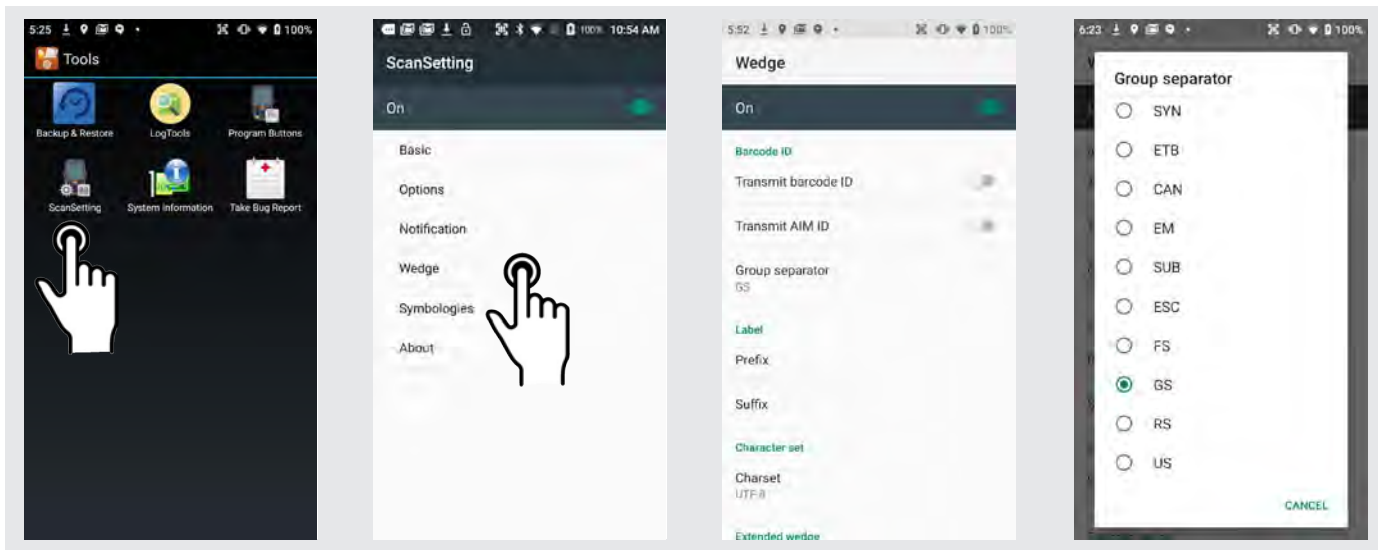 5:25 100%
Tools
Backup & Restore LogTools Program Buttons
ScanSetting System Information Take Bug Report
100% 10:54 AM
ScanSetting
On
Basic
Options
Notification
Wedge
Symbologies
About
5:52 100%
Wedge
On
Barcode ID
Transmit barcode ID
Transmit AIM ID
Group separator
GS
Label
Prefix
Suffix
Character set
Charset
UTF-8
Extended wedge
6:23 100%
Group separator
SYN
ETB
CAN
EM
SUB
ESC
FS
GS
RS
US
CANCEL